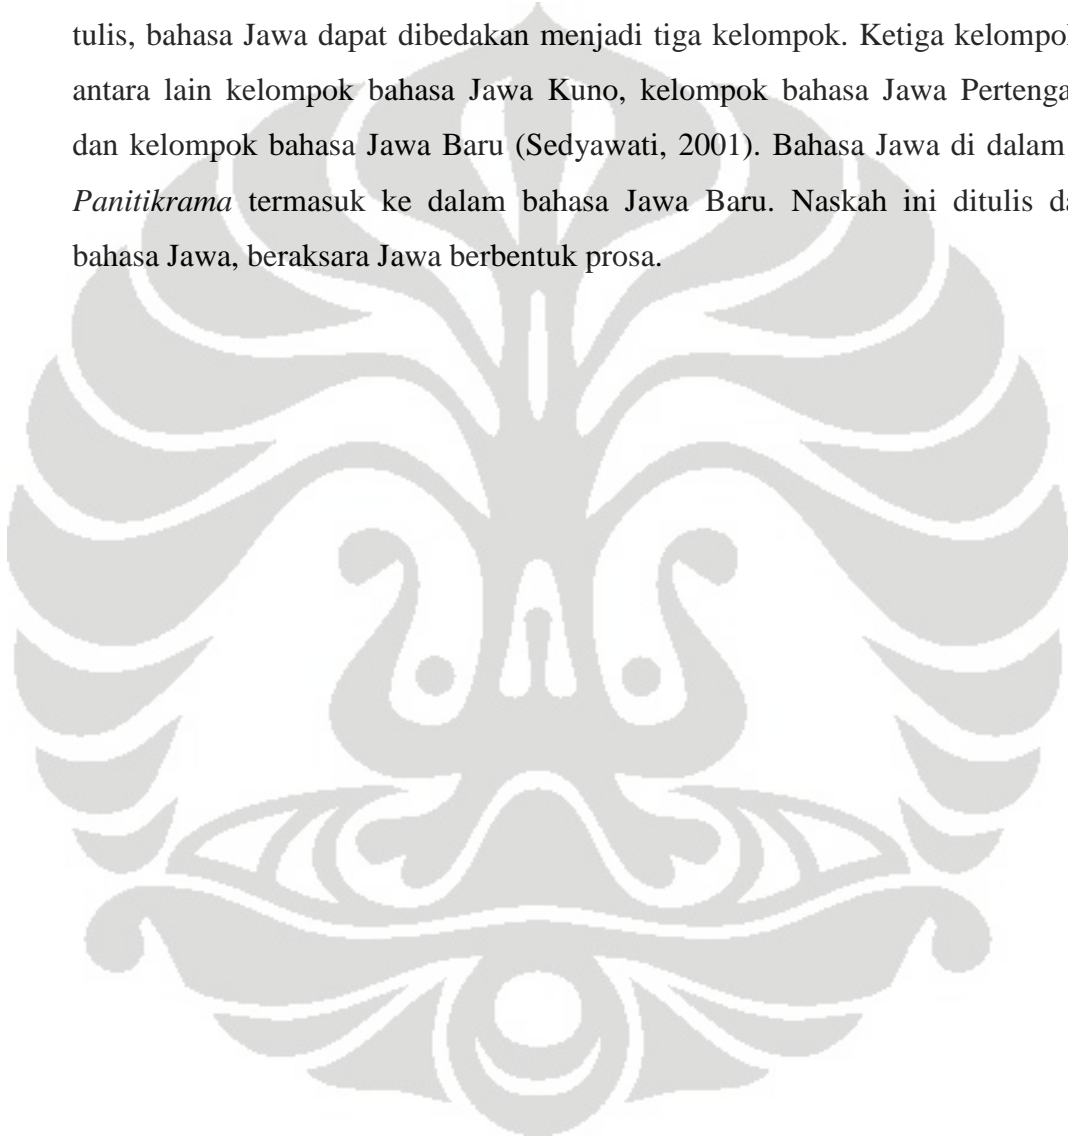 tulis, bahasa Jawa dapat dibedakan menjadi tiga kelompok. Ketiga kelompok
antara lain kelompok bahasa Jawa Kuno, kelompok bahasa Jawa
dan kelompok bahasa Jawa Baru (Sedyawati, 2001). Bahasa Jawa di dalam
Panitikrama termasuk ke dalam bahasa Jawa Baru. Naskah ini ditulis
bahasa Jawa, beraksara Jawa berbentuk prosa.